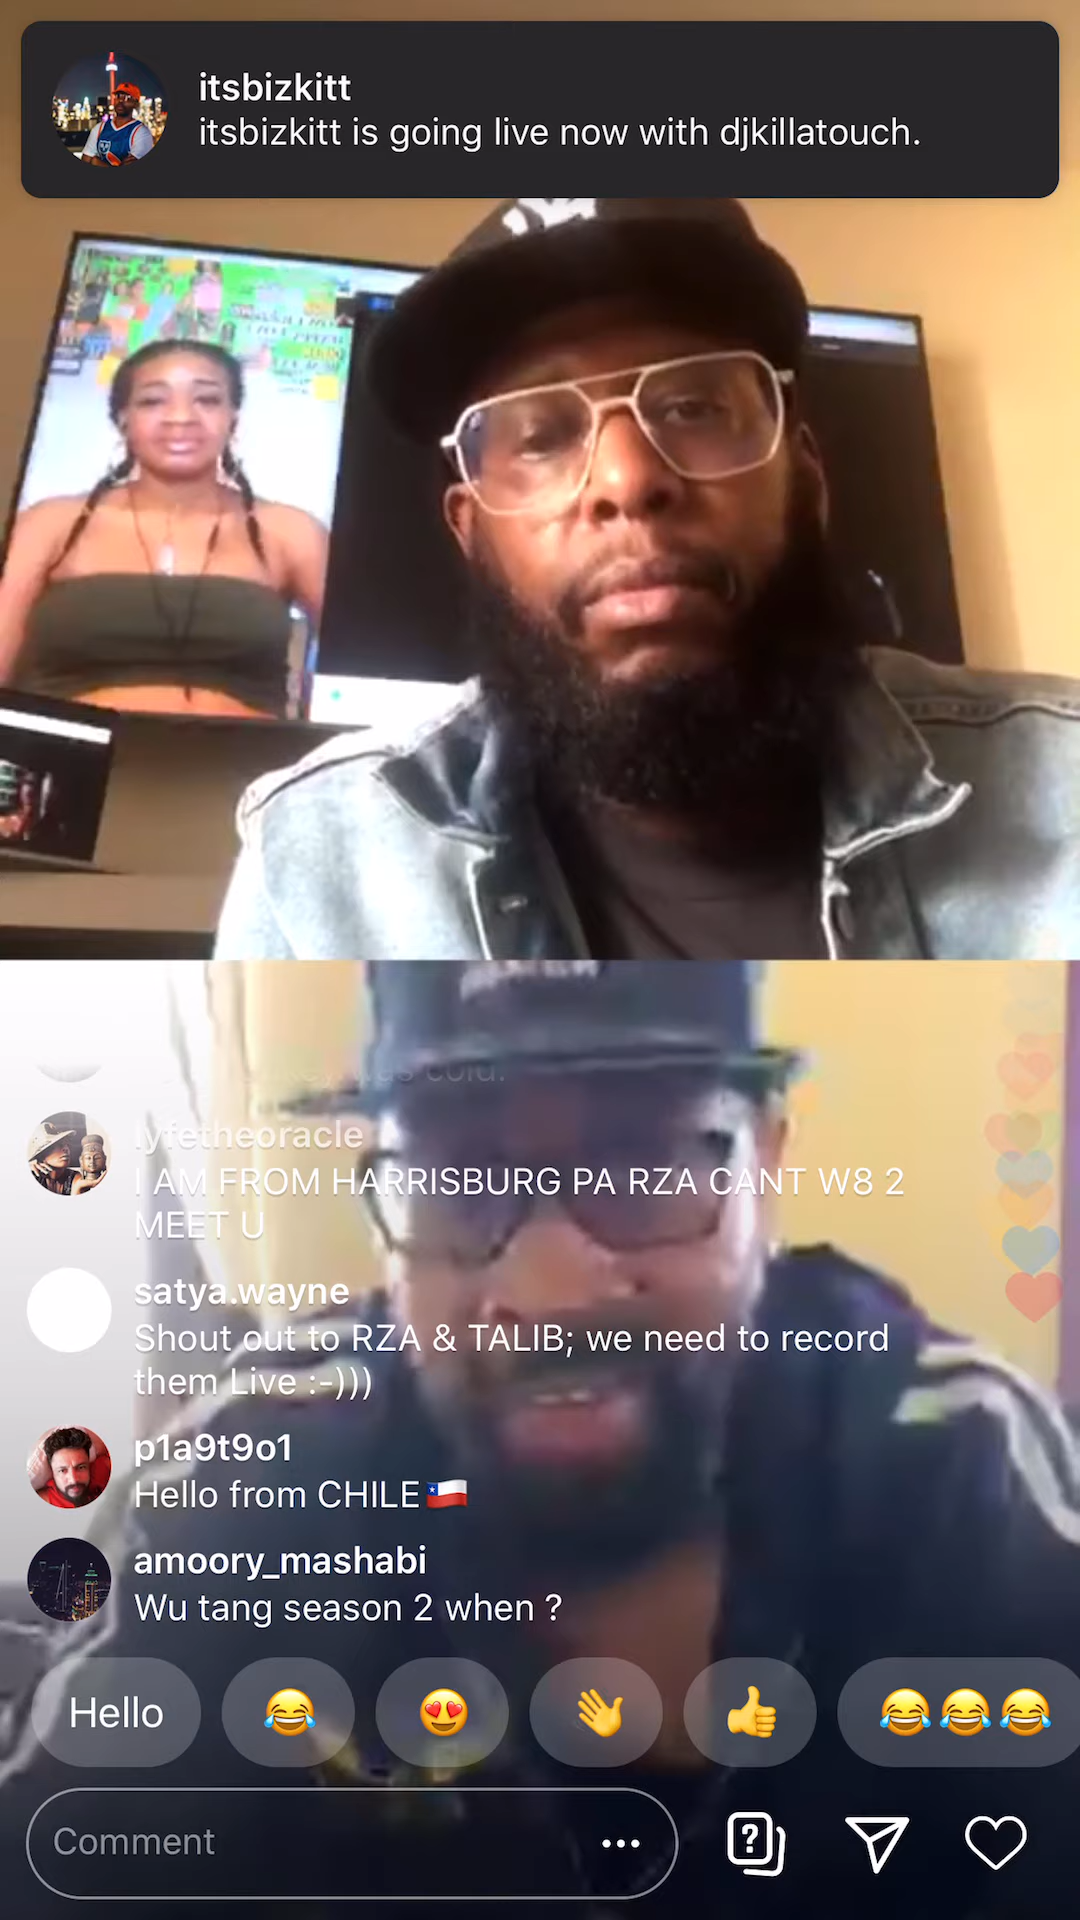 itsbizkitt
itsbizkitt is going live now with djkillatouch.
was cold.
lyfetheoracle
I AM FROM HARRISBURG PA RZA CANT W8 2
MEET U
satya.wayne
Shout out to RZA & TALIB; we need to record
them Live :-)))
p1a9t9o1
Hello from CHILE🇨🇱
amoory_mashabi
Wu tang season 2 when ?
Hello 😂 😍 👋 👍 😂😂😂
Comment